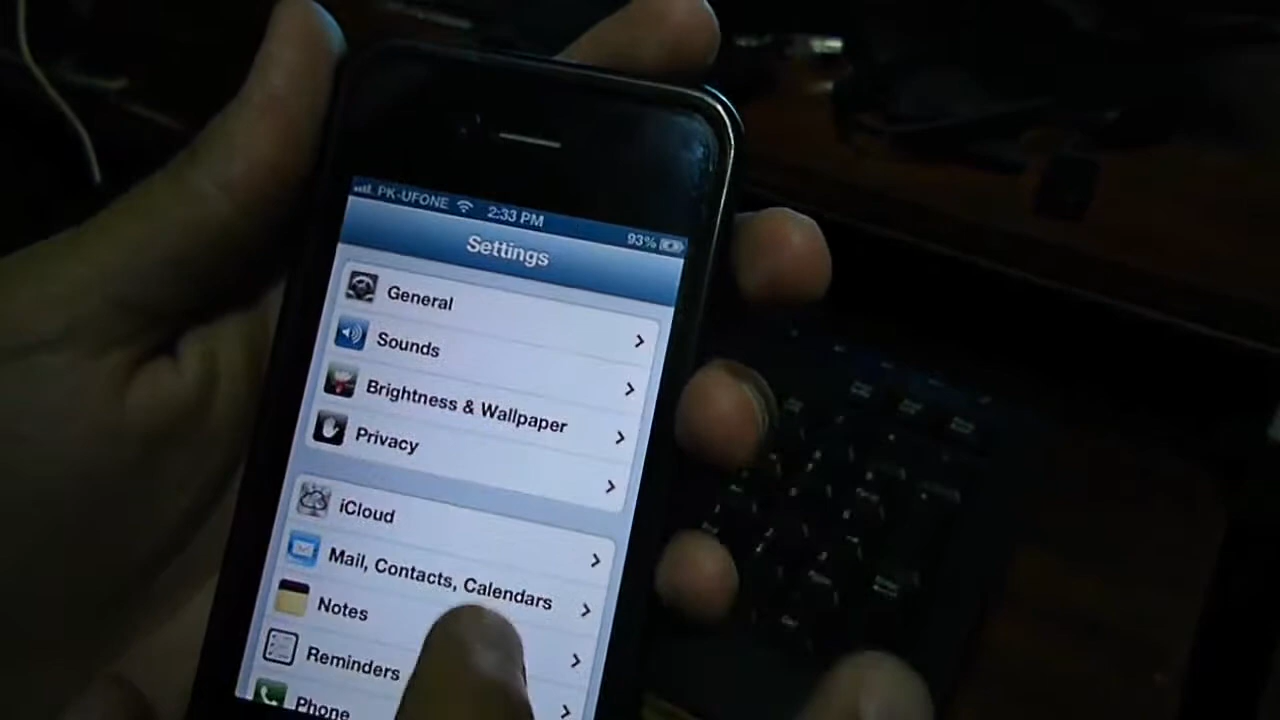 PK-UFONE 2:33 PM 93%
Settings
General
Sounds
Brightness & Wallpaper
Privacy
iCloud
Mail, Contacts, Calendars
Notes
Reminders
Phone